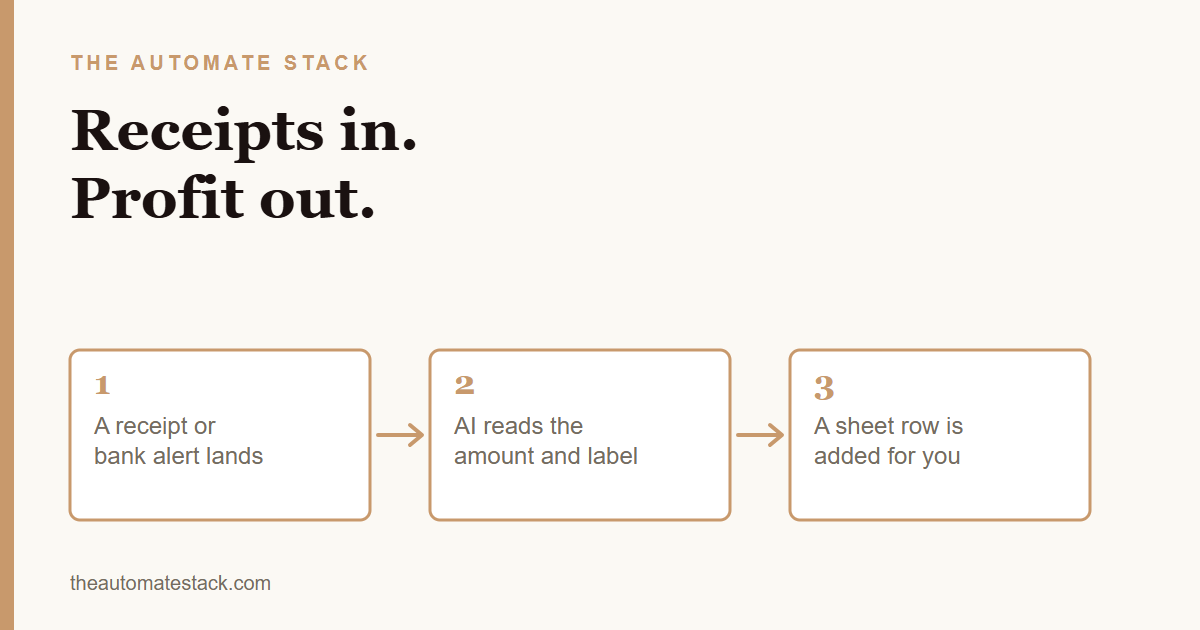 THE AUTOMATE STACK
Receipts in.
Profit out.
1
A receipt or
bank alert lands
2
AI reads the
amount and label
3
A sheet row is
added for you
theautomatestack.com